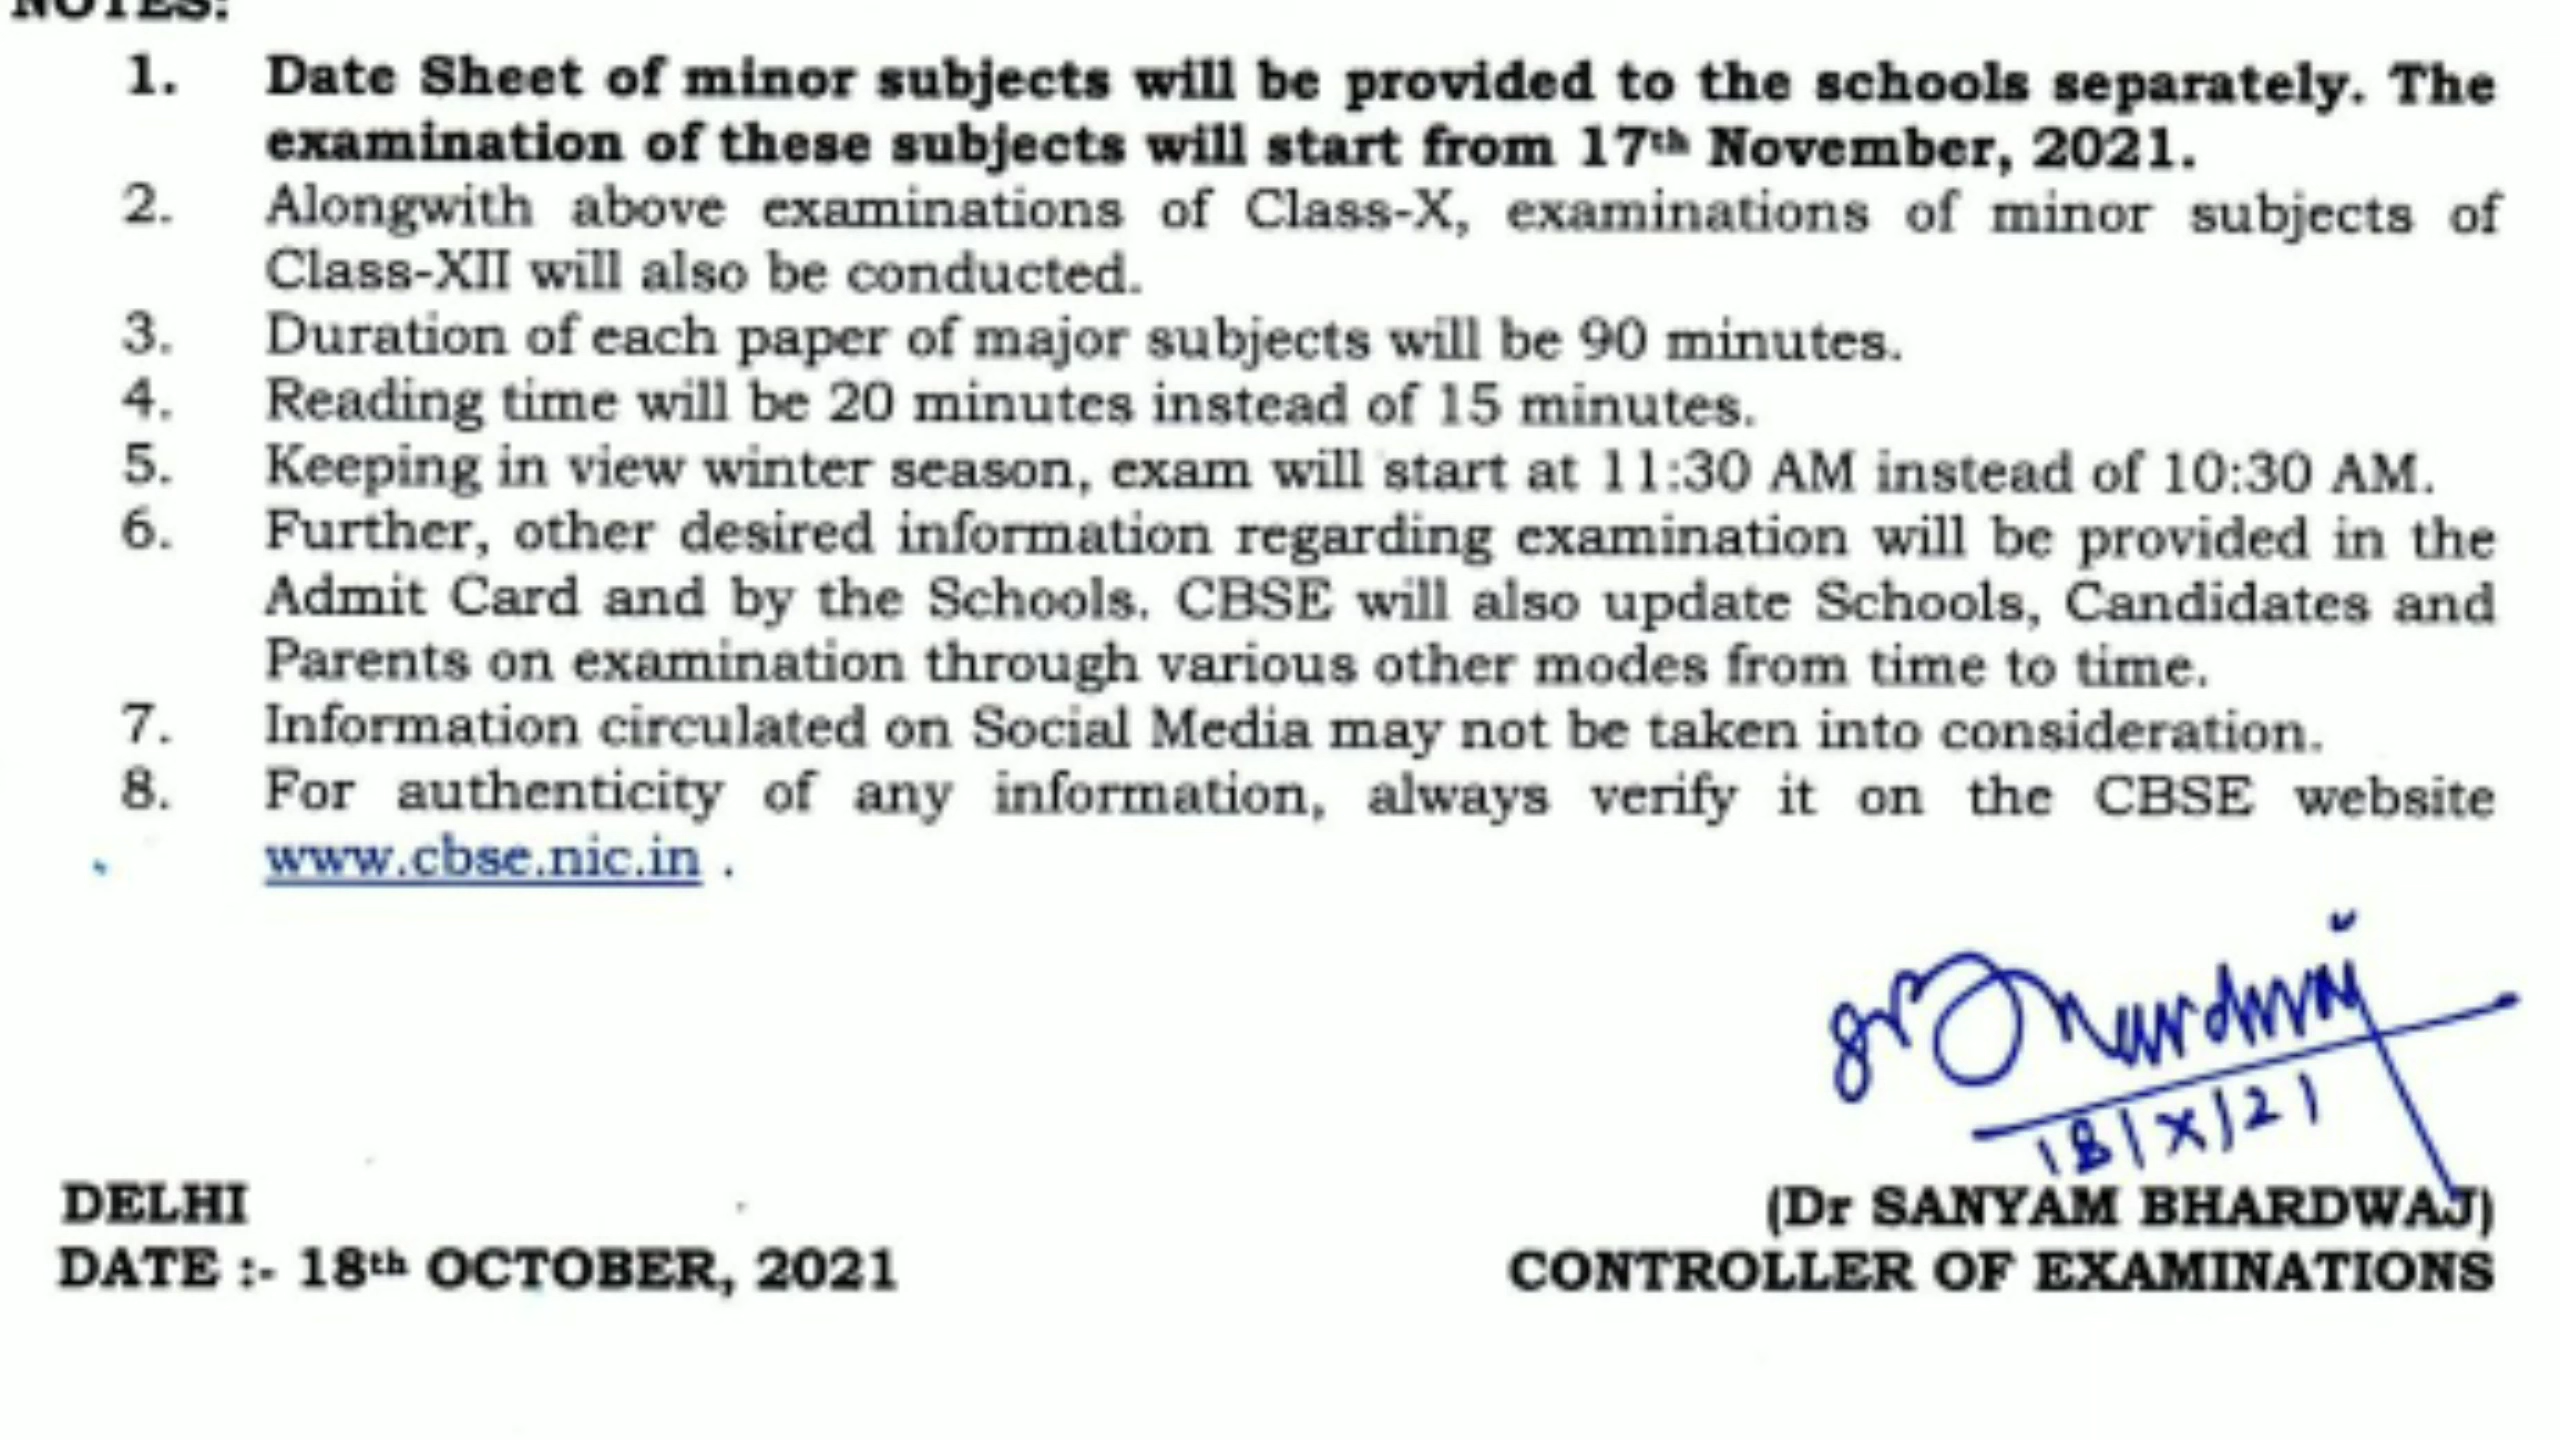 NOTES:
1. Date Sheet of minor subjects will be provided to the schools separately. The
examination of these subjects will start from 17th November, 2021.
2. Alongwith above examinations of Class-X, examinations of minor subjects of
Class-XII will also be conducted.
3. Duration of each paper of major subjects will be 90 minutes.
4. Reading time will be 20 minutes instead of 15 minutes.
5. Keeping in view winter season, exam will start at 11:30 AM instead of 10:30 AM.
6. Further, other desired information regarding examination will be provided in the
Admit Card and by the Schools. CBSE will also update Schools, Candidates and
Parents on examination through various other modes from time to time.
7. Information circulated on Social Media may not be taken into consideration.
8. For authenticity of any information, always verify it on the CBSE website
www.cbse.nic.in .
18/X/21
DELHI
(Dr SANYAM BHARDWAJ)
DATE :- 18th OCTOBER, 2021
CONTROLLER OF EXAMINATIONS